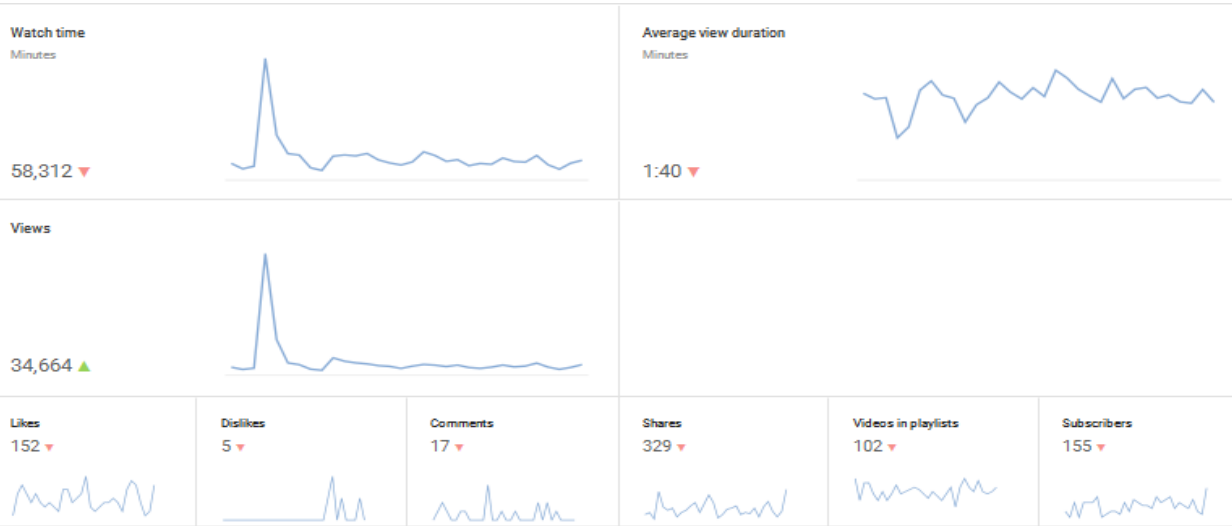 Watch time
Minutes
58,312
Average view duration
Minutes
1:40
Views
34,664
Likes
152
Dislikes
5
Comments
17
Shares
329
Videos in playlists
102
Subscribers
155